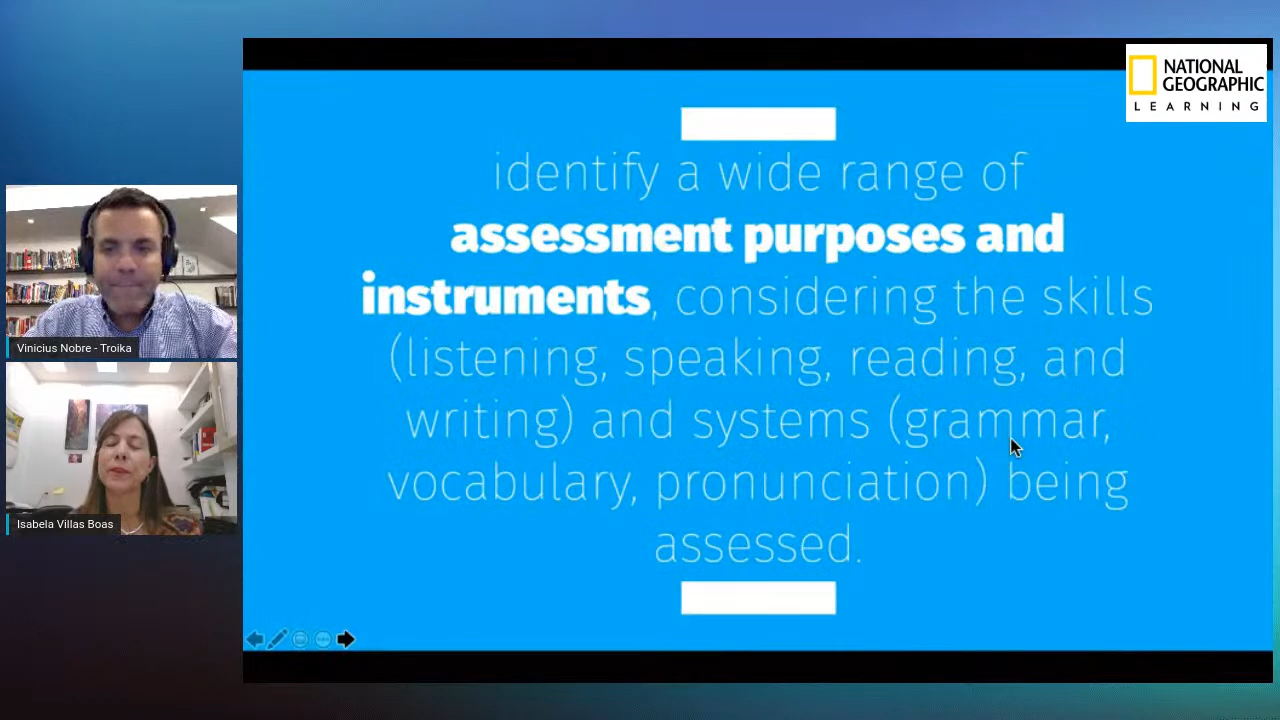 NATIONAL
GEOGRAPHIC
LEARNING
identify a wide range of
assessment purposes and
instruments, considering the skills
(listening, speaking, reading, and
writing) and systems (grammar,
vocabulary, pronunciation) being
assessed.
Vinicius Nobre - Troika
Isabela Villas Boas